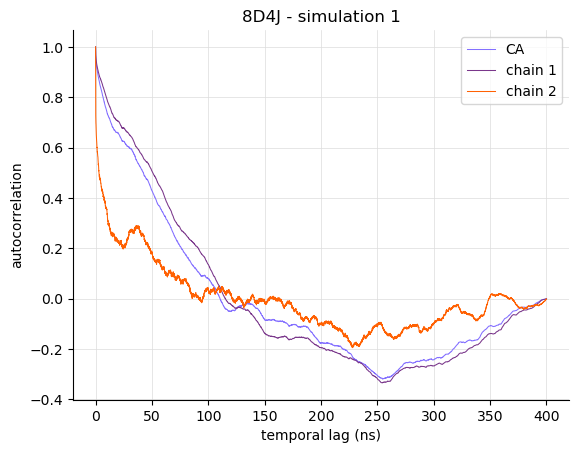 8D4J - simulation 1
CA
chain 1
chain 2
autocorrelation
1.0
0.8
0.6
0.4
0.2
0.0
−0.2
−0.4
0 50 100 150 200 250 300 350 400
temporal lag (ns)